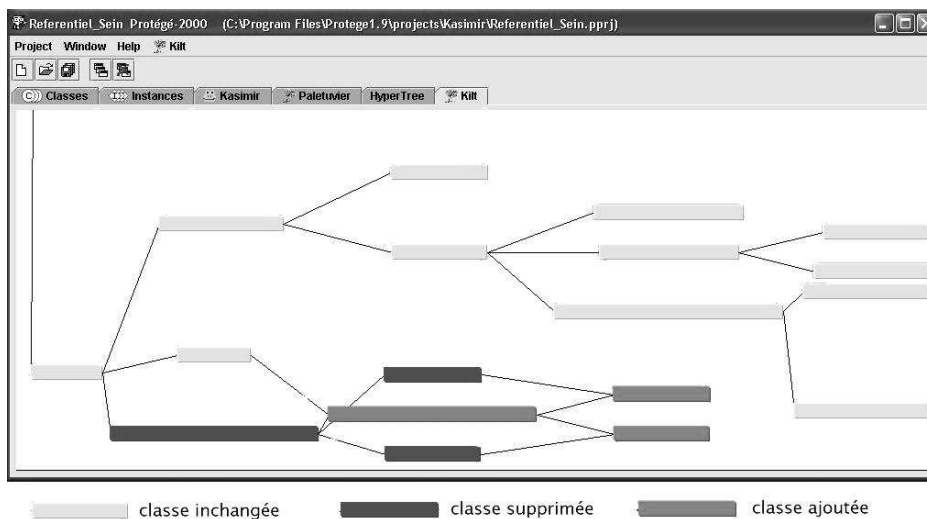 Referentiel_Sein Protégé-2000 (C:\Program Files\Protege1.9\projects\Kasimir\Referentiel_Sein.pprj)
Project Window Help Kilt
Classes Instances Kasimir Paletuvier HyperTree Kilt
classe inchangée classe supprimée classe ajoutée